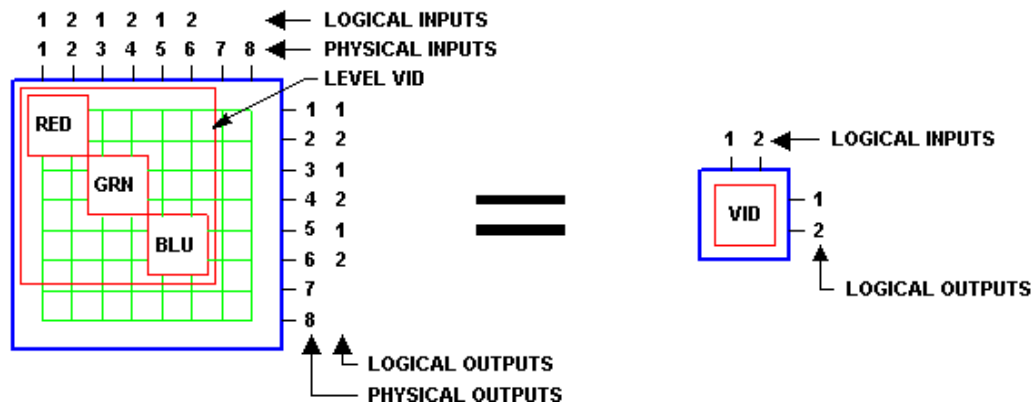 1 2 1 2 1 2 LOGICAL INPUTS
1 2 3 4 5 6 7 8 PHYSICAL INPUTS
LEVEL VID
RED
GRN
BLU
1 1
2 2
3 1
4 2
5 1
6 2
7
8
LOGICAL OUTPUTS
PHYSICAL OUTPUTS
1 2 LOGICAL INPUTS
VID
1
2
LOGICAL OUTPUTS